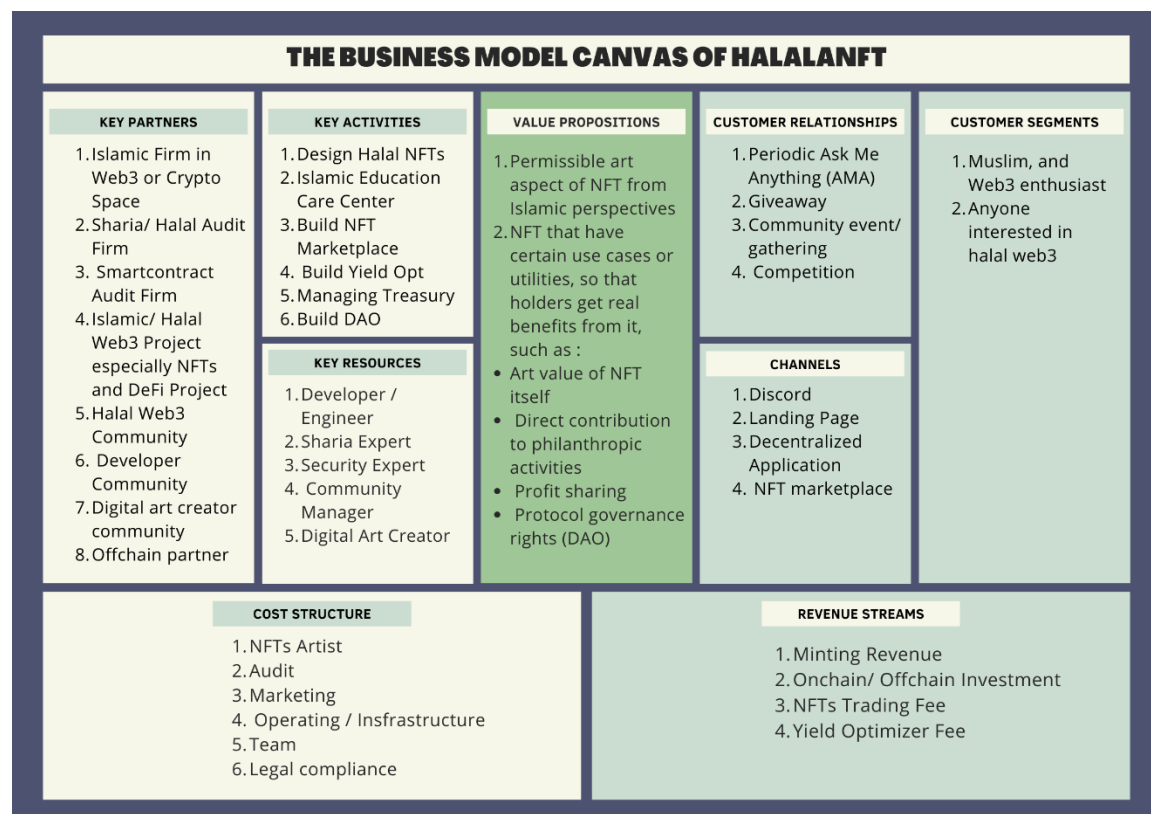 THE BUSINESS MODEL CANVAS OF HALALANFT
KEY PARTNERS
1. Islamic Firm in
Web3 or Crypto
Space
2. Sharia/ Halal Audit
Firm
3. Smartcontract
Audit Firm
4. Islamic/ Halal
Web3 Project
especially NFTs
and DeFi Project
5. Halal Web3
Community
6. Developer
Community
7. Digital art creator
community
8. Offchain partner
KEY ACTIVITIES
1. Design Halal NFTs
2. Islamic Education
Care Center
3. Build NFT
Marketplace
4. Build Yield Opt
5. Managing Treasury
6. Build DAO
KEY RESOURCES
1. Developer /
Engineer
2. Sharia Expert
3. Security Expert
4. Community
Manager
5. Digital Art Creator
VALUE PROPOSITIONS
1. Permissible art
aspect of NFT from
Islamic perspectives
2. NFT that have
certain use cases or
utilities, so that
holders get real
benefits from it,
such as :
• Art value of NFT
itself
• Direct contribution
to philanthropic
activities
• Profit sharing
• Protocol governance
rights (DAO)
CUSTOMER RELATIONSHIPS
1. Periodic Ask Me
Anything (AMA)
2. Giveaway
3. Community event/
gathering
4. Competition
CHANNELS
1. Discord
2. Landing Page
3. Decentralized
Application
4. NFT marketplace
CUSTOMER SEGMENTS
1. Muslim, and
Web3 enthusiast
2. Anyone
interested in
halal web3
COST STRUCTURE
1. NFTs Artist
2. Audit
3. Marketing
4. Operating / Insfrastructure
5. Team
6. Legal compliance
REVENUE STREAMS
1. Minting Revenue
2. Onchain/ Offchain Investment
3. NFTs Trading Fee
4. Yield Optimizer Fee